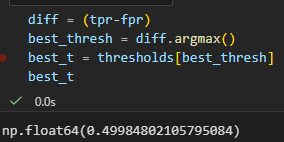 diff = (tpr-fpr)
best_thresh = diff.argmax()
best_t = thresholds[best_thresh]
best_t
0.0s
np.float64(0.49984802105795084)